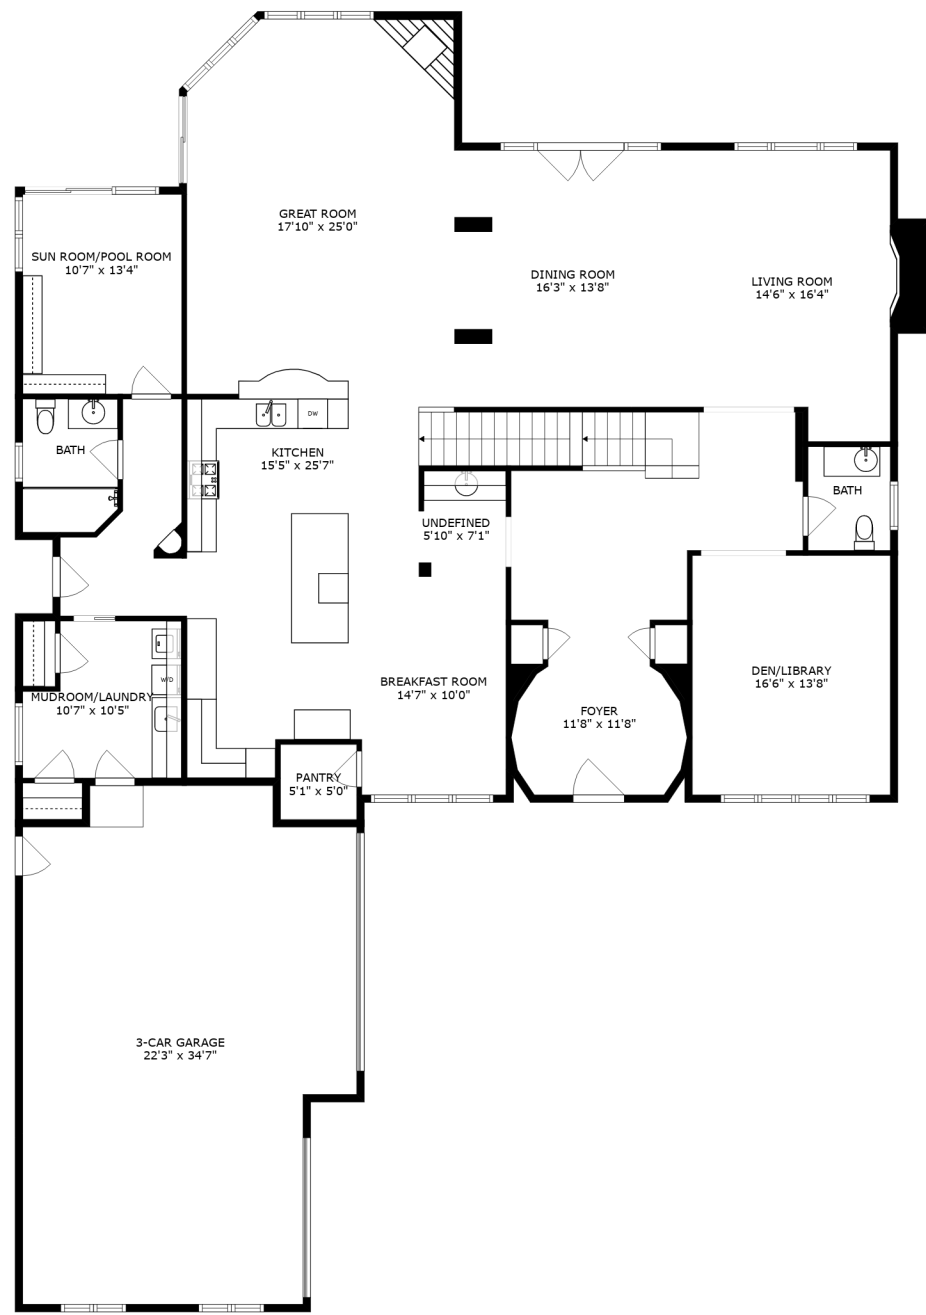 GREAT ROOM
17'10" x 25'0"
SUN ROOM/POOL ROOM
10'7" x 13'4"
DINING ROOM
16'3" x 13'8"
LIVING ROOM
14'6" x 16'4"
DW
BATH
KITCHEN
15'5" x 25'7"
BATH
UNDEFINED
5'10" x 7'1"
W/D
MUDROOM/LAUNDRY
10'7" x 10'5"
BREAKFAST ROOM
14'7" x 10'0"
FOYER
11'8" x 11'8"
DEN/LIBRARY
16'6" x 13'8"
PANTRY
5'1" x 5'0"
3-CAR GARAGE
22'3" x 34'7"